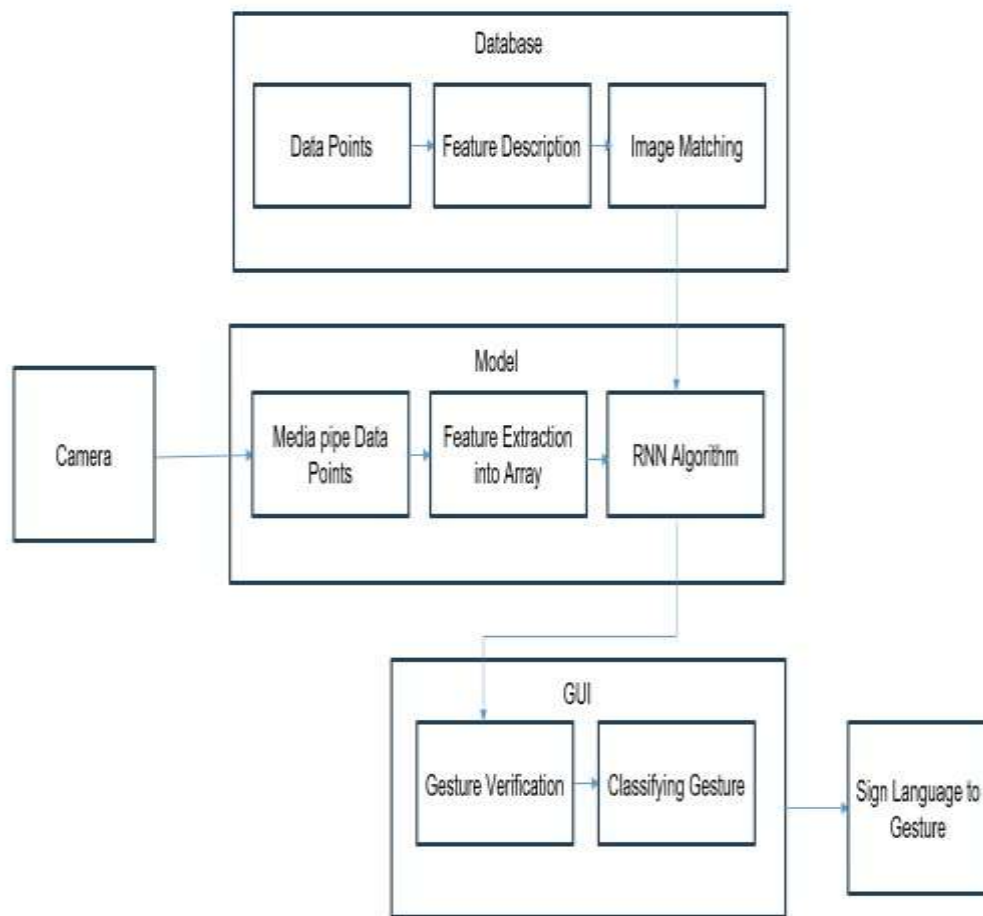 Database
Data Points
Feature Description
Image Matching
Model
Camera
Media pipe Data
Points
Feature Extraction
into Array
RNN Algorithm
GUI
Gesture Verification
Classifying Gesture
Sign Language to
Gesture